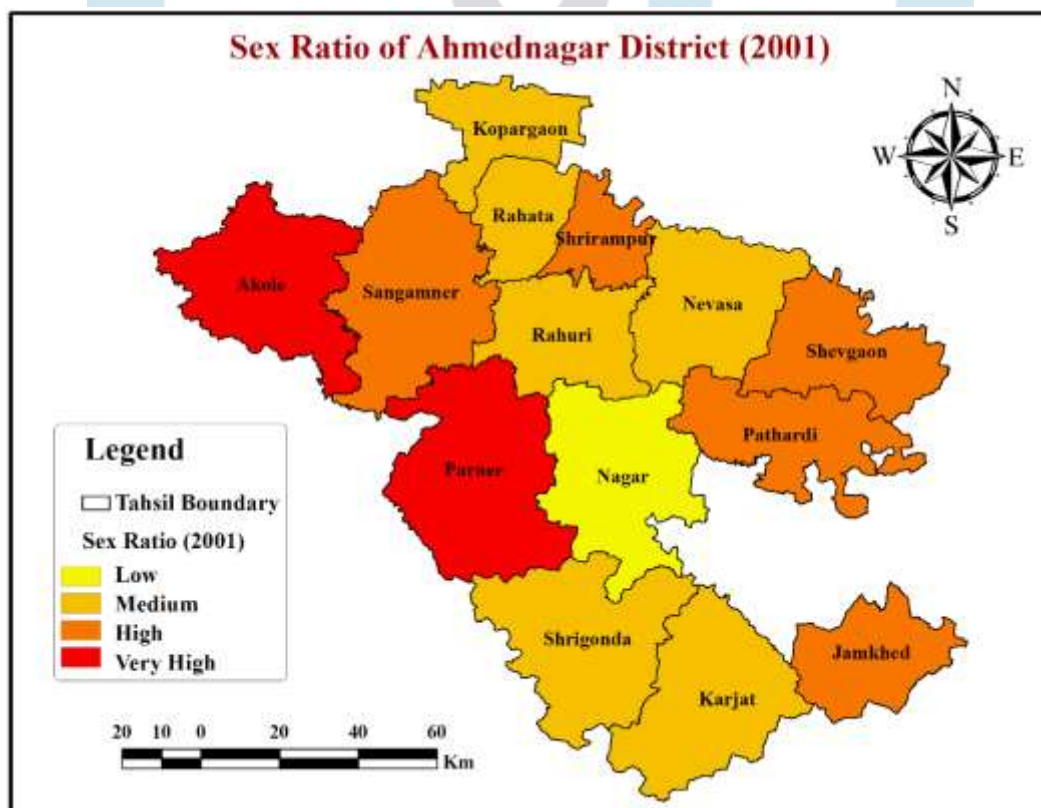 Sex Ratio of Ahmednagar District (2001)
N
W E
S
Kopargaon
Rahata
Shrirampur
Akole
Sangamner
Nevasa
Rahuri
Shevgaon
Pathardi
Parner
Nagar
Shrigonda
Jamkhed
Karjat
Legend
Tahsil Boundary
Sex Ratio (2001)
Low
Medium
High
Very High
20 10 0 20 40 60
Km